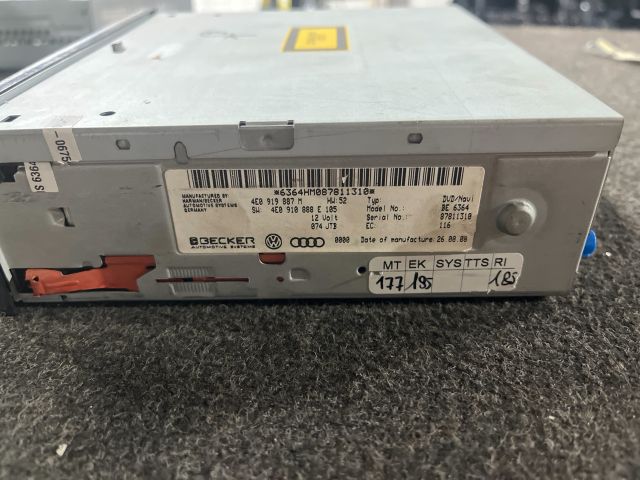 - 0675
6364 S
*6364HM087811310*
MANUFACTURED BY: 4E0 919 887 M HW:52 Typ: DVD/Navi
HARMAN/BECKER SW: 4E0 910 888 E 105 Model No.: BE 6364
AUTOMOTIVE SYSTEMS 12 Volt Serial No.: 87811310
GERMANY 074 JTB EC: 116
BECKER
AUTOMOTIVE SYSTEMS 0000 Date of manufacture: 26.08.08
MT EK SYS TTS RI
177 185 185